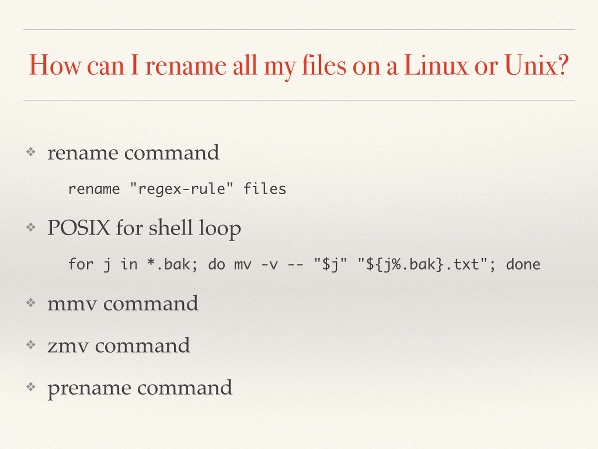 How can I rename all my files on a Linux or Unix?
rename command
rename "regex-rule" files
POSIX for shell loop
for j in *.bak; do mv -v -- "$j" "${j%.bak}.txt"; done
mmv command
zmv command
prename command